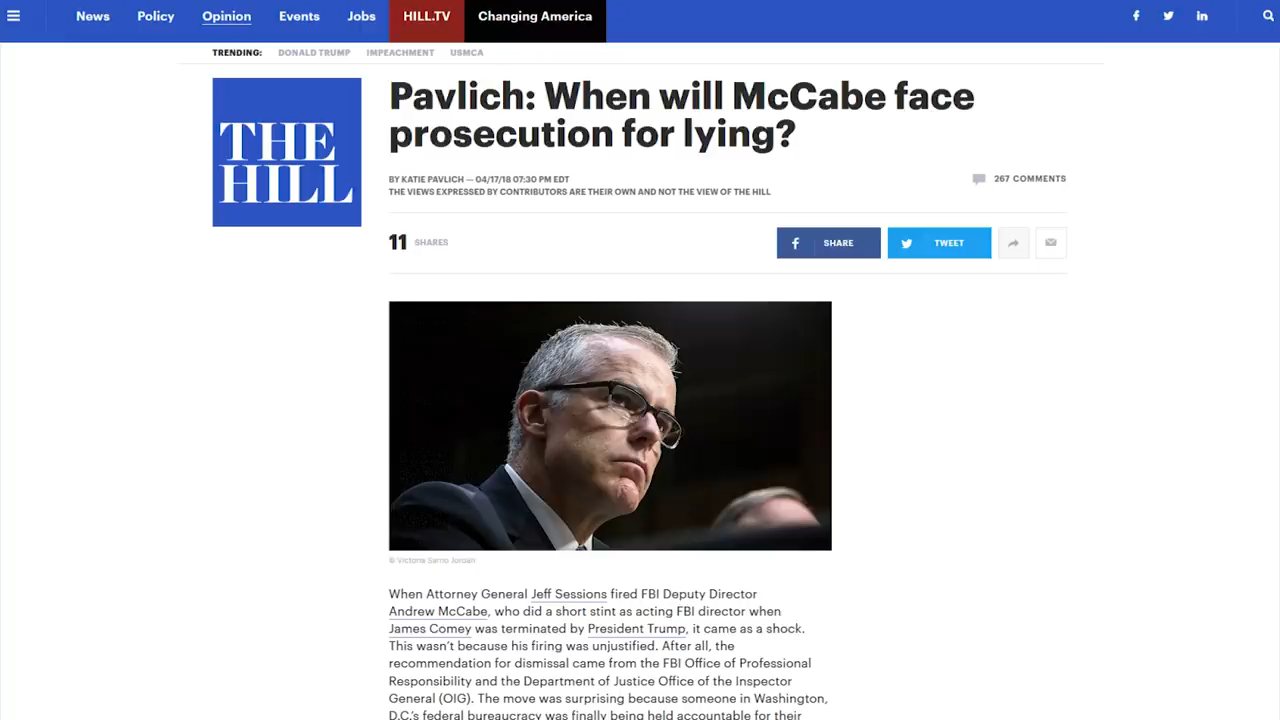 News Policy Opinion Events Jobs HILL.TV Changing America
TRENDING: DONALD TRUMP IMPEACHMENT USMCA
THE
HILL
Pavlich: When will McCabe face
prosecution for lying?
BY KATIE PAVLICH — 04/17/18 07:30 PM EDT
THE VIEWS EXPRESSED BY CONTRIBUTORS ARE THEIR OWN AND NOT THE VIEW OF THE HILL
267 COMMENTS
11 SHARES
SHARE
TWEET
© Victoria Sarno Jordan
When Attorney General Jeff Sessions fired FBI Deputy Director
Andrew McCabe, who did a short stint as acting FBI director when
James Comey was terminated by President Trump, it came as a shock.
This wasn’t because his firing was unjustified. After all, the
recommendation for dismissal came from the FBI Office of Professional
Responsibility and the Department of Justice Office of the Inspector
General (OIG). The move was surprising because someone in Washington,
D.C.’s federal bureaucracy was finally being held accountable for their